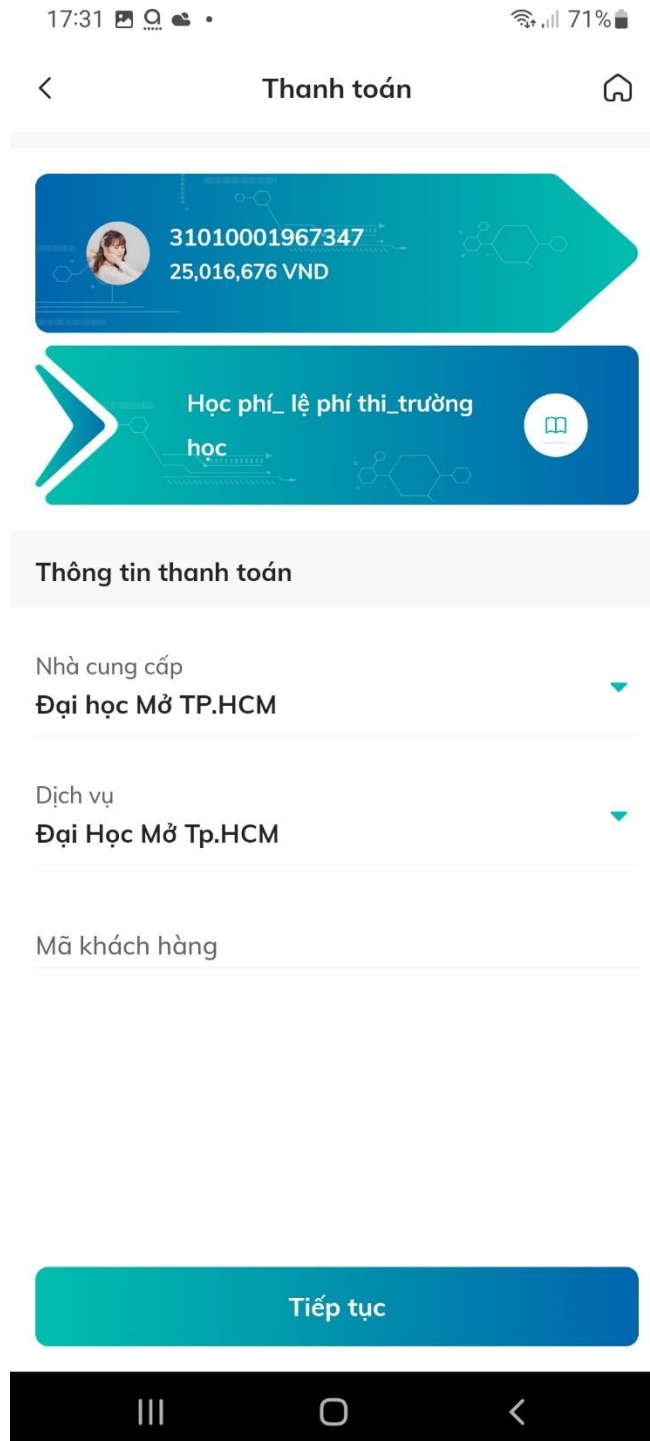 17:31
71%
Thanh toán
31010001967347
25,016,676 VND
Học phí_ lệ phí thi_trường
học
Thông tin thanh toán
Nhà cung cấp
Đại học Mở TP.HCM
Dịch vụ
Đại Học Mở Tp.HCM
Mã khách hàng
Tiếp tục